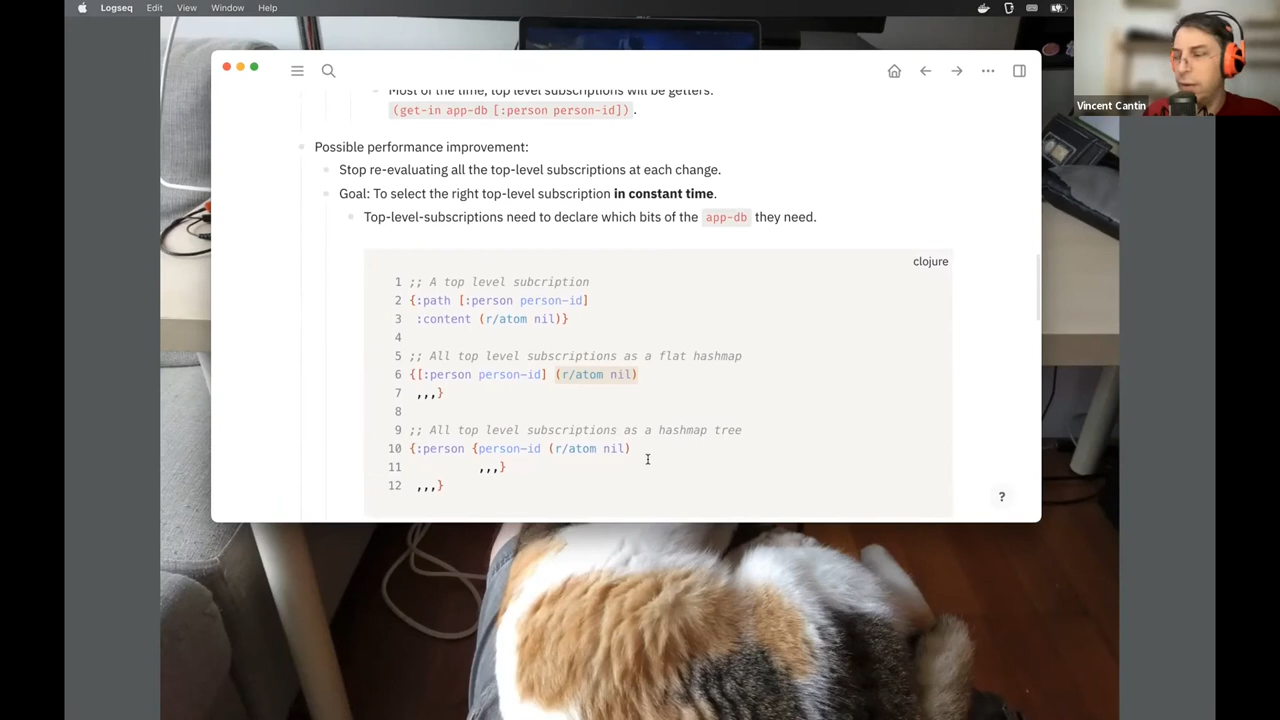 Logseq Edit View Window Help
Vincent Cantin
Most of the time, top level subscriptions will be getters:
(get-in app-db [:person person-id]).
Possible performance improvement:
Stop re-evaluating all the top-level subscriptions at each change.
Goal: To select the right top-level subscription in constant time.
Top-level-subscriptions need to declare which bits of the app-db they need.
clojure
1 ;; A top level subcription
2 {:path [:person person-id]
3 :content (r/atom nil)}
4
5 ;; All top level subscriptions as a flat hashmap
6 {[:person person-id] (r/atom nil)
7 ,,,}
8
9 ;; All top level subscriptions as a hashmap tree
10 {:person {person-id (r/atom nil)
11 ,,,}
12 ,,,}
?